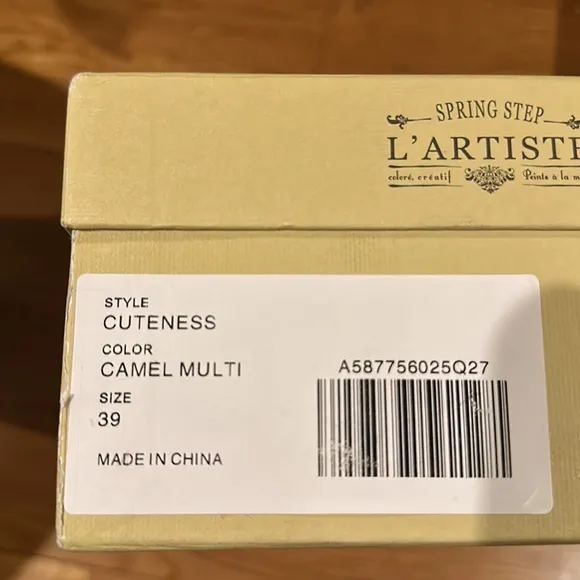 SPRING STEP
L'ARTISTE
coloré, créatif Peints à la
STYLE
CUTENESS
COLOR
CAMEL MULTI
SIZE
39
A587756025Q27
MADE IN CHINA